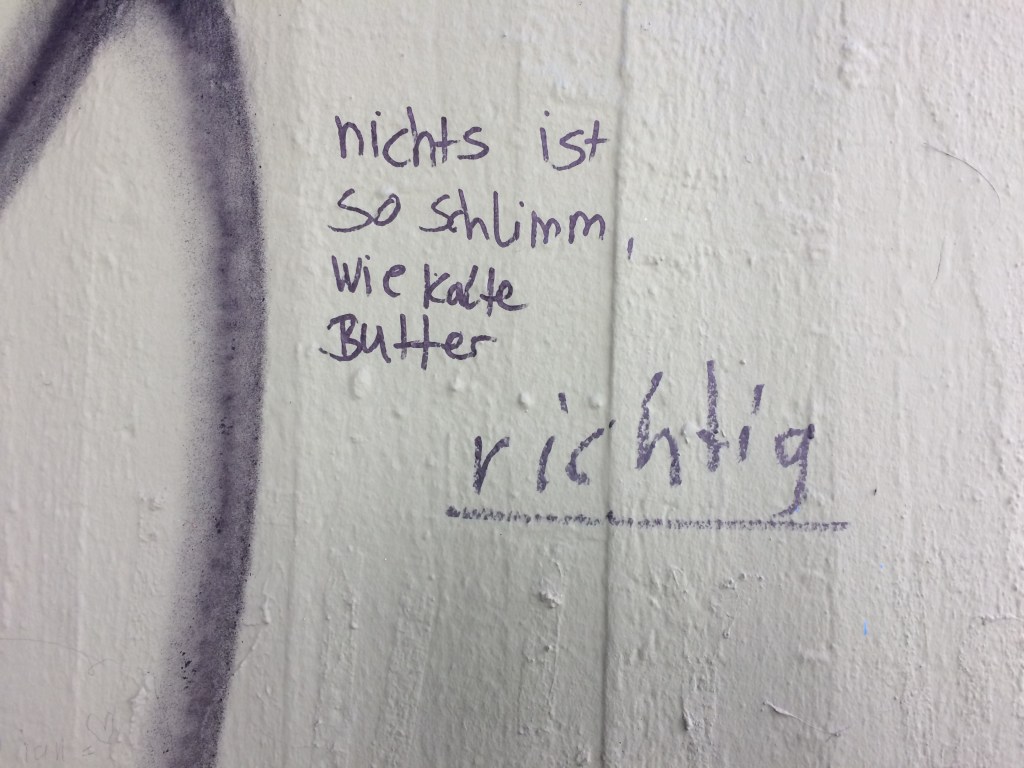 nichts ist
so schlimm,
wie kalte
Butter
richtig